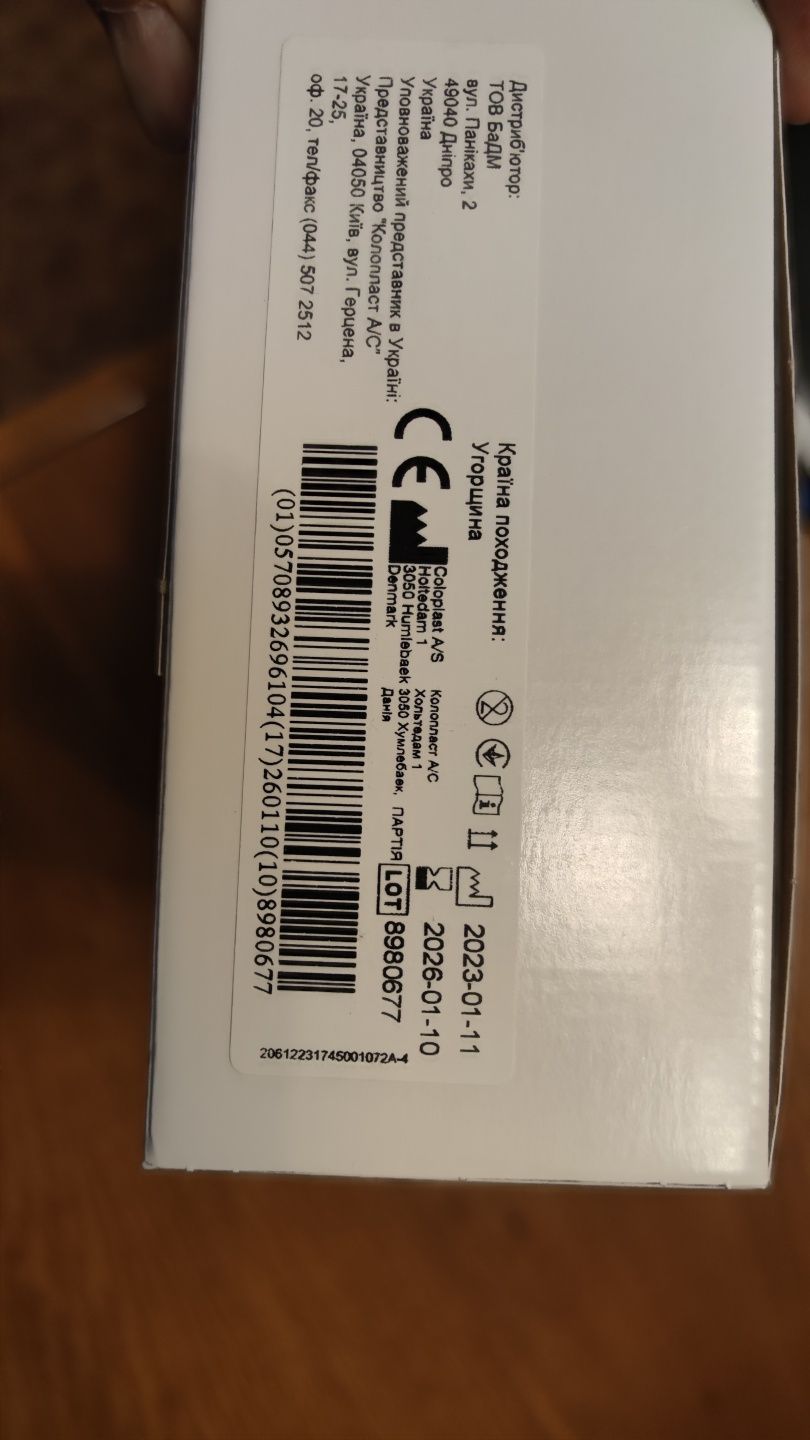 Дистриб'ютор:
ТОВ БаДМ
вул. Панікахи, 2
49040 Дніпро
Україна
Уповноважений представник в Україні:
Представництво "Колопласт А/С"
Україна, 04050 Київ, вул. Герцена,
17-25,
оф. 20, тел/факс (044) 507 2512
Країна походження:
Угорщина
CE
Coloplast A/S
Holtedam 1
3050 Humlebaek
Denmark
Колопласт А/С
Хольтедам 1
3050 Хумлебаек,
Данія
2023-01-11
2026-01-10
ПАРТІЯ LOT 8980677
(01)05708932696104(17)260110(10)8980677
20612231745001072A-4